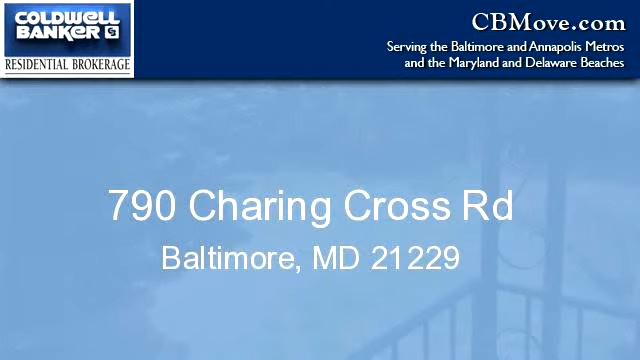 COLDWELL
BANKER
RESIDENTIAL BROKERAGE
CBMove.com
Serving the Baltimore and Annapolis Metros
and the Maryland and Delaware Beaches
790 Charing Cross Rd
Baltimore, MD 21229